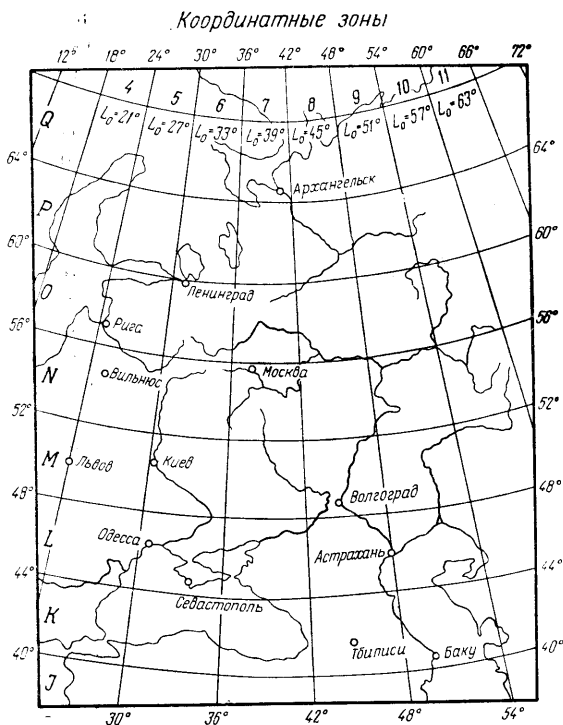 Координатные зоны
12° 18° 24° 30° 36° 42° 48° 54° 60° 66° 72°
4 5 6 7 8 9 10 11
L₀=21° L₀=27° L₀=33° L₀=39° L₀=45° L₀=51° L₀=57° L₀=63°
Q
64° 64°
Архангельск
P
60° 60°
Ленинград
O
56° 56°
Рига
Москва
N
Вильнюс
52° 52°
M
Львов Киев
48° 48°
Волгоград
L
Одесса
Астрахань
44° 44°
Севастополь
K
Тбилиси Баку
40° 40°
J
30° 36° 42° 48° 54°